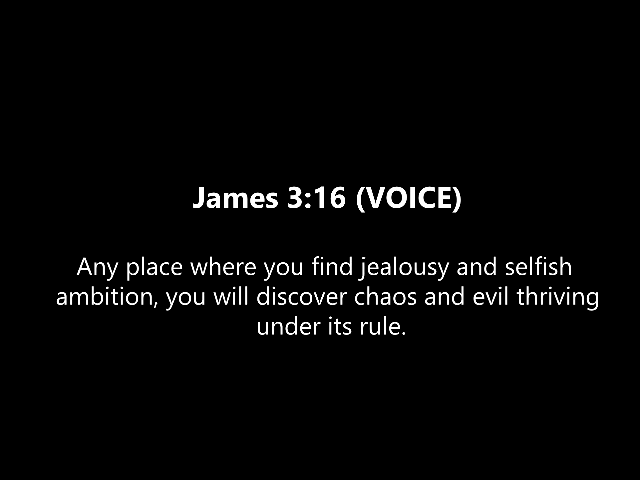 James 3:16 (VOICE)
Any place where you find jealousy and selfish
ambition, you will discover chaos and evil thriving
under its rule.